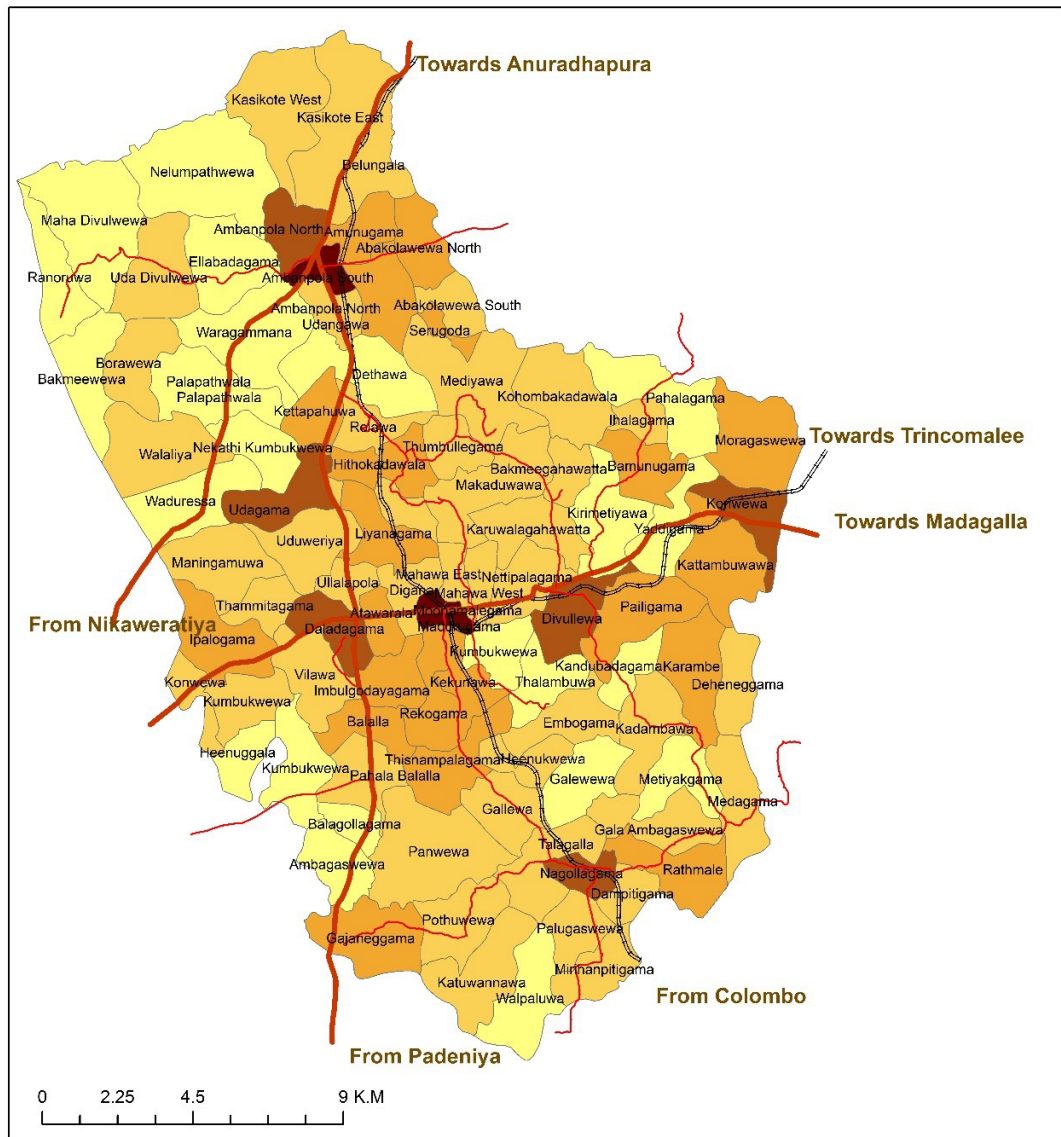 Towards Anuradhapura
Kasikote West
Kasikote East
Belungala
Nelumpathwewa
Maha Divulwewa
Ambanpola North
Amunugama
Abakolawewa North
Ellabadagama
Ranoruwa
Uda Divulwewa
Ambanpola South
Ambanpola North
Abakolawewa South
Udangawa
Serugoda
Waragammana
Borawewa
Bakmeewewa
Palapathwala
Palapathwala
Dethawa
Mediyawa
Kohombakadawala
Pahalagama
Kettapahuwa
Relawa
Ihalagama
Moragaswewa
Towards Trincomalee
Walaliya
Nekathi Kumbukwewa
Thumbullegama
Hithokadawala
Bakmeegahawatta
Bamunugama
Makaduwawa
Waduressa
Udagama
Kirimetiyawa
Konwewa
Towards Madagalla
Uduweriya
Liyanagama
Karuwalagahawatta
Yaddigama
Maningamuwa
Ullalapola
Mahawa East
Nettipalagama
Kattambuwawa
Digana
Mahawa West
Thammitagama
Atawarala
Moonamalegama
Divullewa
Pailigama
From Nikaweratiya
Daladagama
Madurugama
Ipalogama
Kumbukwewa
Kandubadagama
Karambe
Konwewa
Vilawa
Kekunawa
Thalambuwa
Deheneggama
Imbulgodayagama
Kumbukwewa
Balalla
Rekogama
Embogama
Kadambawa
Heenuggala
Kumbukwewa
Thisnampalagama
Heenukwewa
Pahala Balalla
Galewewa
Metiyakgama
Gallewa
Medagama
Balagollagama
Gala Ambagaswewa
Ambagaswewa
Panwewa
Talagalla
Nagollagama
Rathmale
Dampitigama
Pothuwewa
Palugaswewa
Gajaneggama
Mirihanpitigama
Katuwannawa
Walpaluwa
From Colombo
From Padeniya
0 2.25 4.5 9 K.M